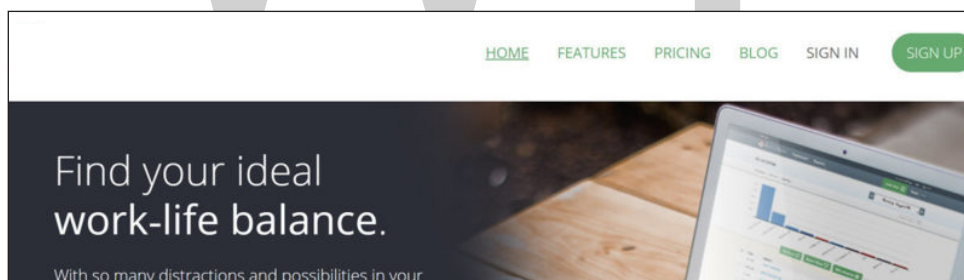 HOME FEATURES PRICING BLOG SIGN IN SIGN UP
Find your ideal
work-life balance.
With so many distractions and possibilities in your